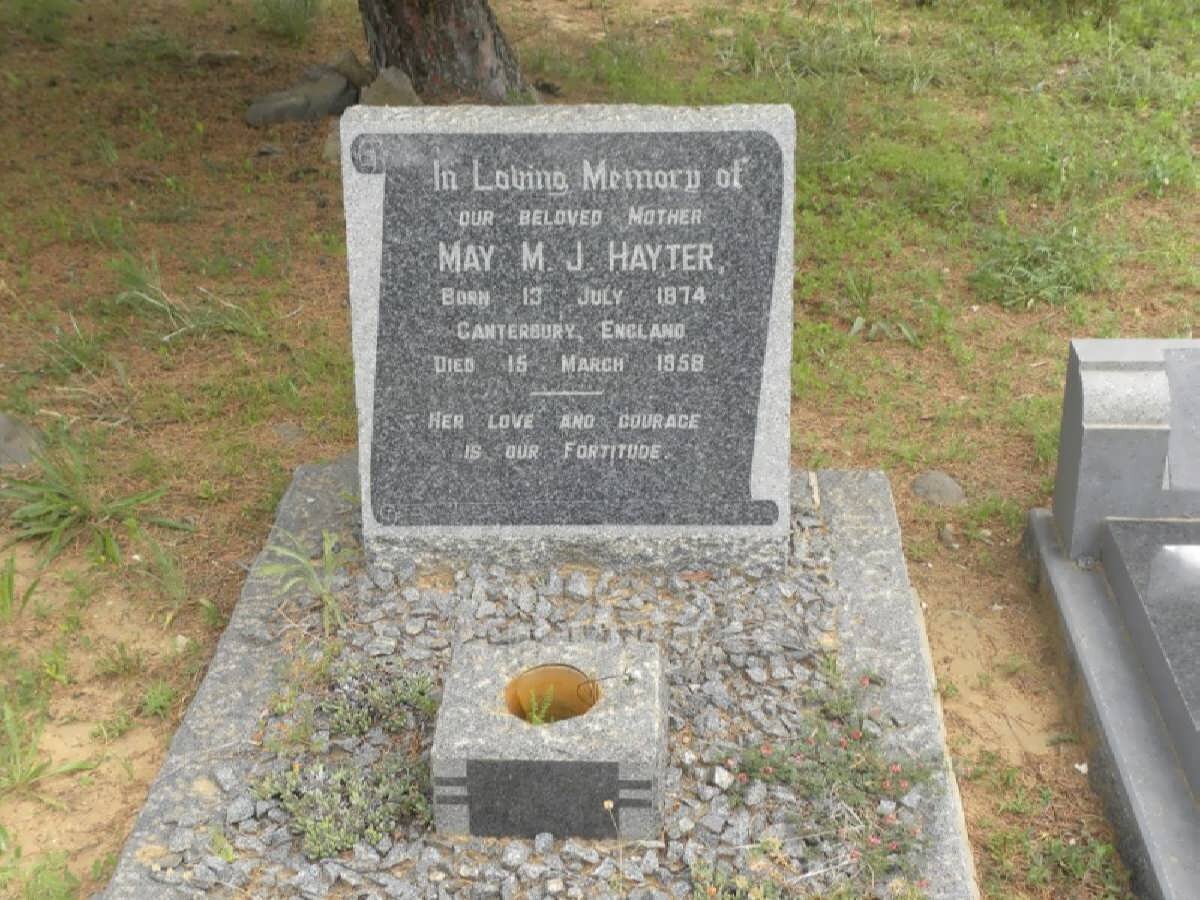 In Loving Memory of
OUR BELOVED MOTHER
MAY M. J. HAYTER,
BORN 13 JULY 1874
CANTERBURY, ENGLAND
DIED 15 MARCH 1958
HER LOVE AND COURAGE
IS OUR FORTITUDE.